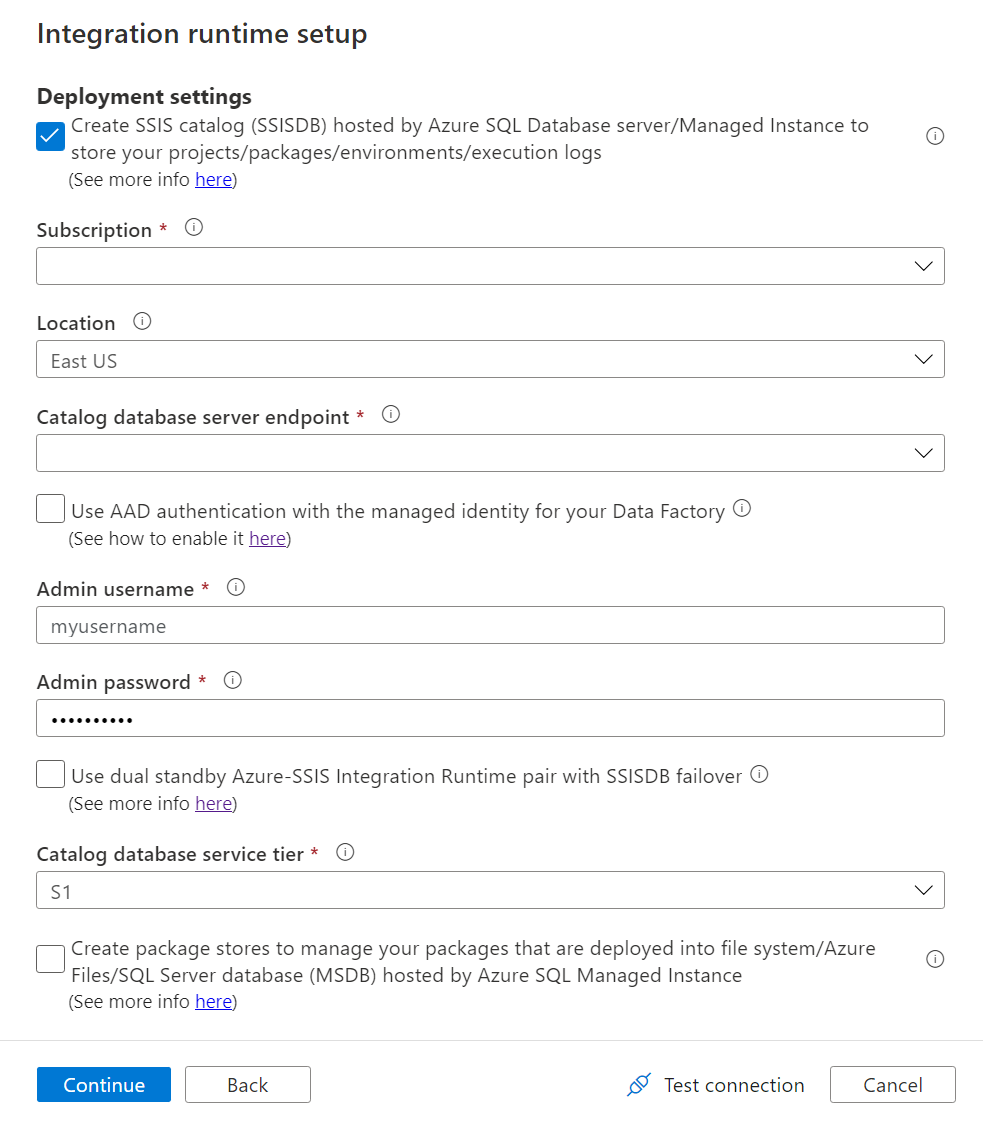 Integration runtime setup
Deployment settings
Create SSIS catalog (SSISDB) hosted by Azure SQL Database server/Managed Instance to
store your projects/packages/environments/execution logs
(See more info here)
Subscription *
Location
East US
Catalog database server endpoint *
Use AAD authentication with the managed identity for your Data Factory
(See how to enable it here)
Admin username *
myusername
Admin password *
••••••••••
Use dual standby Azure-SSIS Integration Runtime pair with SSISDB failover
(See more info here)
Catalog database service tier *
S1
Create package stores to manage your packages that are deployed into file system/Azure
Files/SQL Server database (MSDB) hosted by Azure SQL Managed Instance
(See more info here)
Continue Back Test connection Cancel